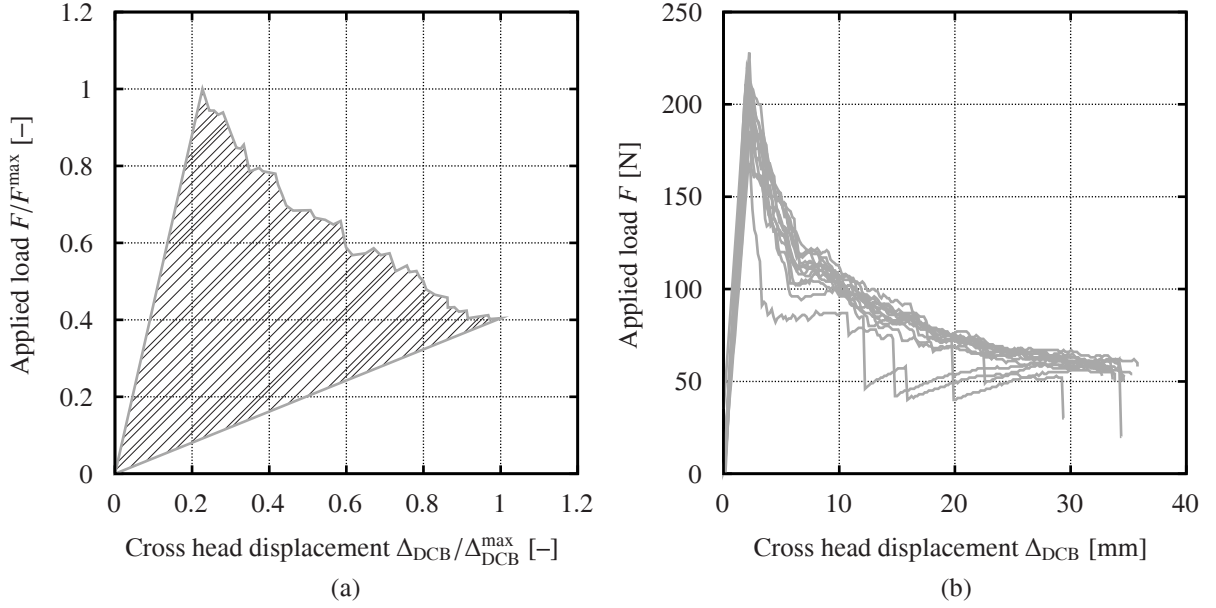 1.2
1
0.8
0.6
0.4
0.2
0
0 0.2 0.4 0.6 0.8 1 1.2
Applied load F/F^max [–]
Cross head displacement Δ_DCB/Δ_DCB^max [–]
(a)
250
200
150
100
50
0
0 10 20 30 40
Applied load F [N]
Cross head displacement Δ_DCB [mm]
(b)